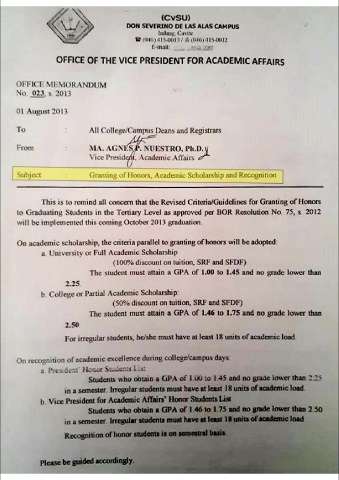 (CvSU)
DON SEVERINO DE LAS ALAS CAMPUS
Indang, Cavite
☎ (046) 415-0013 / (046) 415-0012
E-mail:
OFFICE OF THE VICE PRESIDENT FOR ACADEMIC AFFAIRS
OFFICE MEMORANDUM
No. 023, s. 2013
01 August 2013
To : All College/Campus Deans and Registrars
From : MA. AGNES P. NUESTRO, Ph.D.
Vice President, Academic Affairs
Subject : Granting of Honors, Academic Scholarship and Recognition
This is to remind all concern that the Revised Criteria/Guidelines for Granting of Honors
to Graduating Students in the Tertiary Level as approved per BOR Resolution No. 75, s. 2012
will be implemented this coming October 2013 graduation.
On academic scholarship, the criteria parallel to granting of honors will be adopted:
a. University or Full Academic Scholarship
(100% discount on tuition, SRF and SFDF)
The student must attain a GPA of 1.00 to 1.45 and no grade lower than
2.25.
b. College or Partial Academic Scholarship:
(50% discount on tuition, SRF and SFDF)
The student must attain a GPA of 1.46 to 1.75 and no grade lower than
2.50
For irregular students, he/she must have at least 18 units of academic load.
On recognition of academic excellence during college/campus days:
a. President' Honor Students List
Students who obtain a GPA of 1.00 to 1.45 and no grade lower than 2.25
in a semester. Irregular students must have at least 18 units of academic load.
b. Vice President for Academic Affairs' Honor Students List
Students who obtain a GPA of 1.46 to 1.75 and no grade lower than 2.50
in a semester. Irregular students must have at least 18 units of academic load
Recognition of honor students is on semestral basis.
Please be guided accordingly.